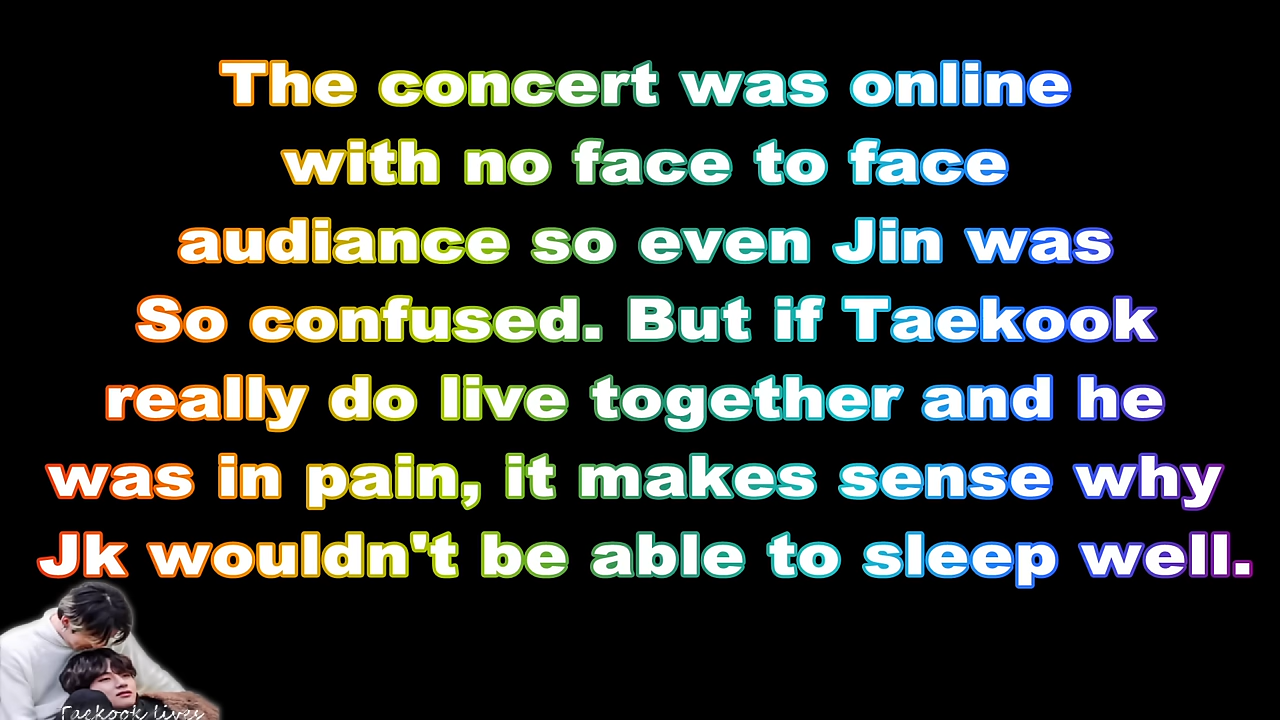 The concert was online
with no face to face
audiance so even Jin was
So confused. But if Taekook
really do live together and he
was in pain, it makes sense why
Jk wouldn't be able to sleep well.
Taekook lives